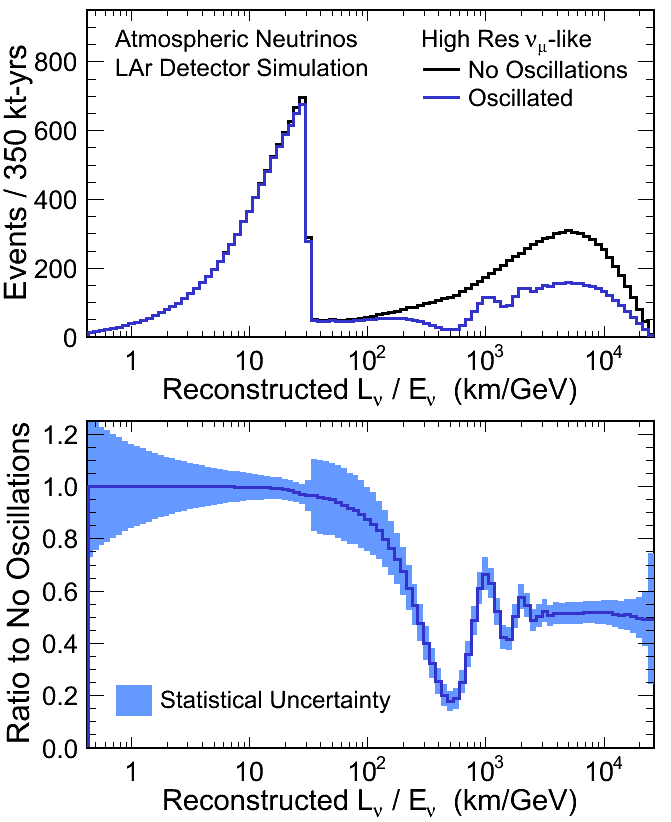 Atmospheric Neutrinos
LAr Detector Simulation
High Res νμ-like
No Oscillations
Oscillated
Events / 350 kt-yrs
800
600
400
200
0
1 10 10² 10³ 10⁴
Reconstructed Lν / Eν (km/GeV)
Ratio to No Oscillations
1.2
1.0
0.8
0.6
0.4
0.2
0.0
Statistical Uncertainty
1 10 10² 10³ 10⁴
Reconstructed Lν / Eν (km/GeV)